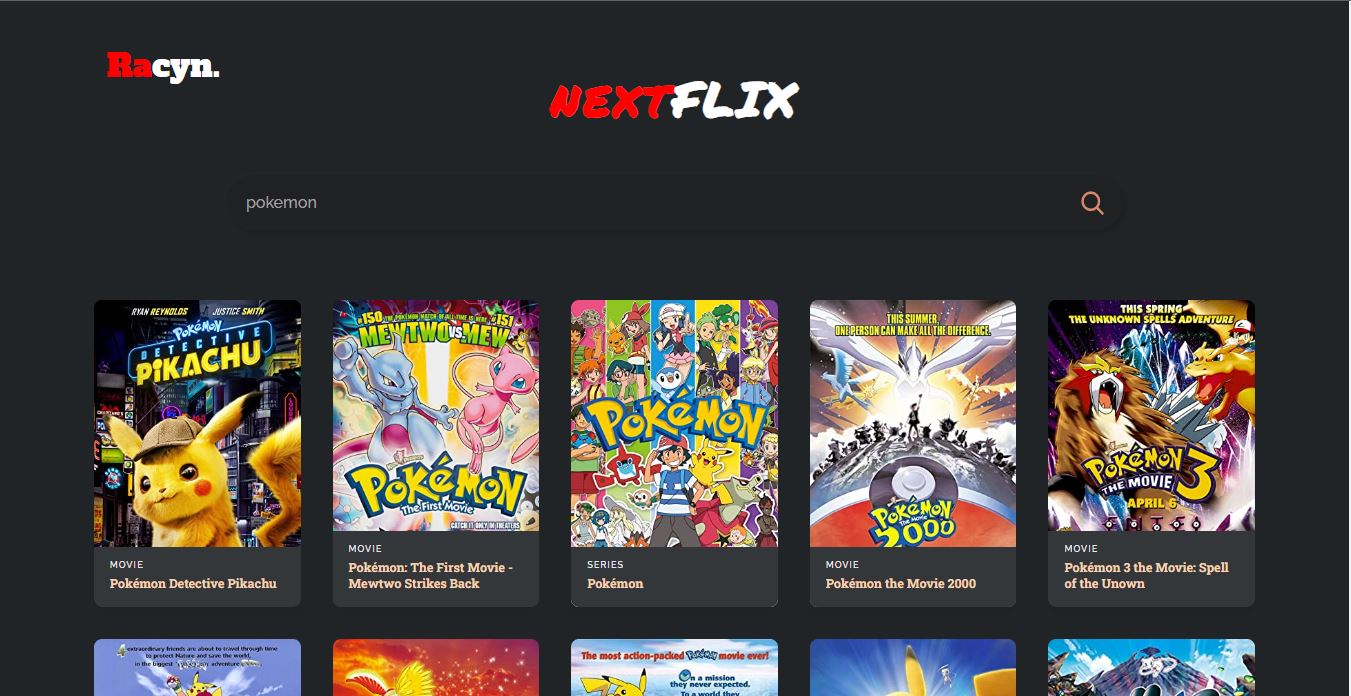 Racyn.
NEXTFLIX
pokemon
RYAN REYNOLDS JUSTICE SMITH
POKéMON
DETECTIVE
PiKACHU
#150 THE POKéMON MATCH OF ALL TIME IS HERE #151
MEWTWO VS. MEW
POKéMON
The First Movie
CATCH IT ONLY IN THEATERS
POKéMON
THIS SUMMER,
ONE PERSON CAN MAKE ALL THE DIFFERENCE.
POKéMON
THE MOVIE
2000
THIS SPRING
THE UNKNOWN SPELLS ADVENTURE
POKéMON 3
THE MOVIE
APRIL 6
MOVIE
Pokémon Detective Pikachu
MOVIE
Pokémon: The First Movie -
Mewtwo Strikes Back
SERIES
Pokémon
MOVIE
Pokémon the Movie 2000
MOVIE
Pokémon 3 the Movie: Spell
of the Unown
4 extraordinary friends are about to travel through time
to protect Nature and save the world,
in the biggest Pokémon adventure
The most action-packed Pokémon movie ever!
On a mission
they never expected.
To a world they